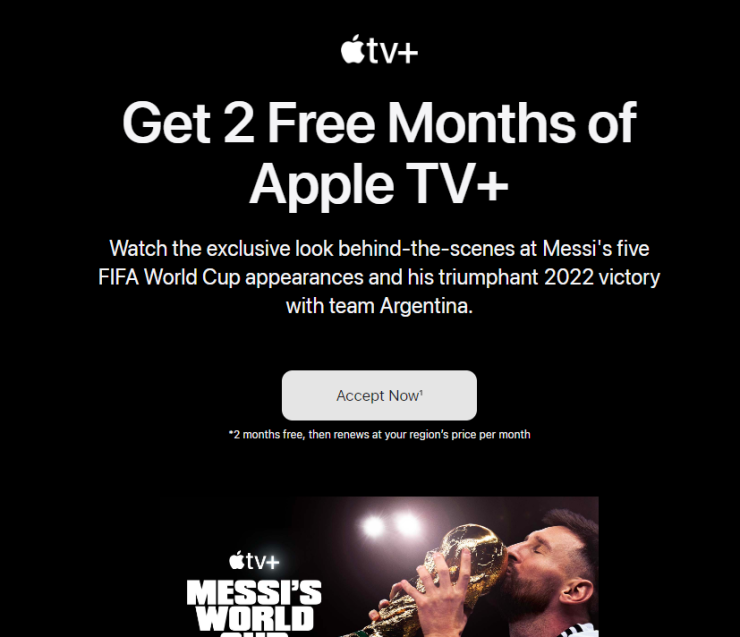 tv+
Get 2 Free Months of
Apple TV+
Watch the exclusive look behind-the-scenes at Messi's five
FIFA World Cup appearances and his triumphant 2022 victory
with team Argentina.
Accept Now¹
*2 months free, then renews at your region's price per month
tv+
MESSI'S
WORLD
CUP